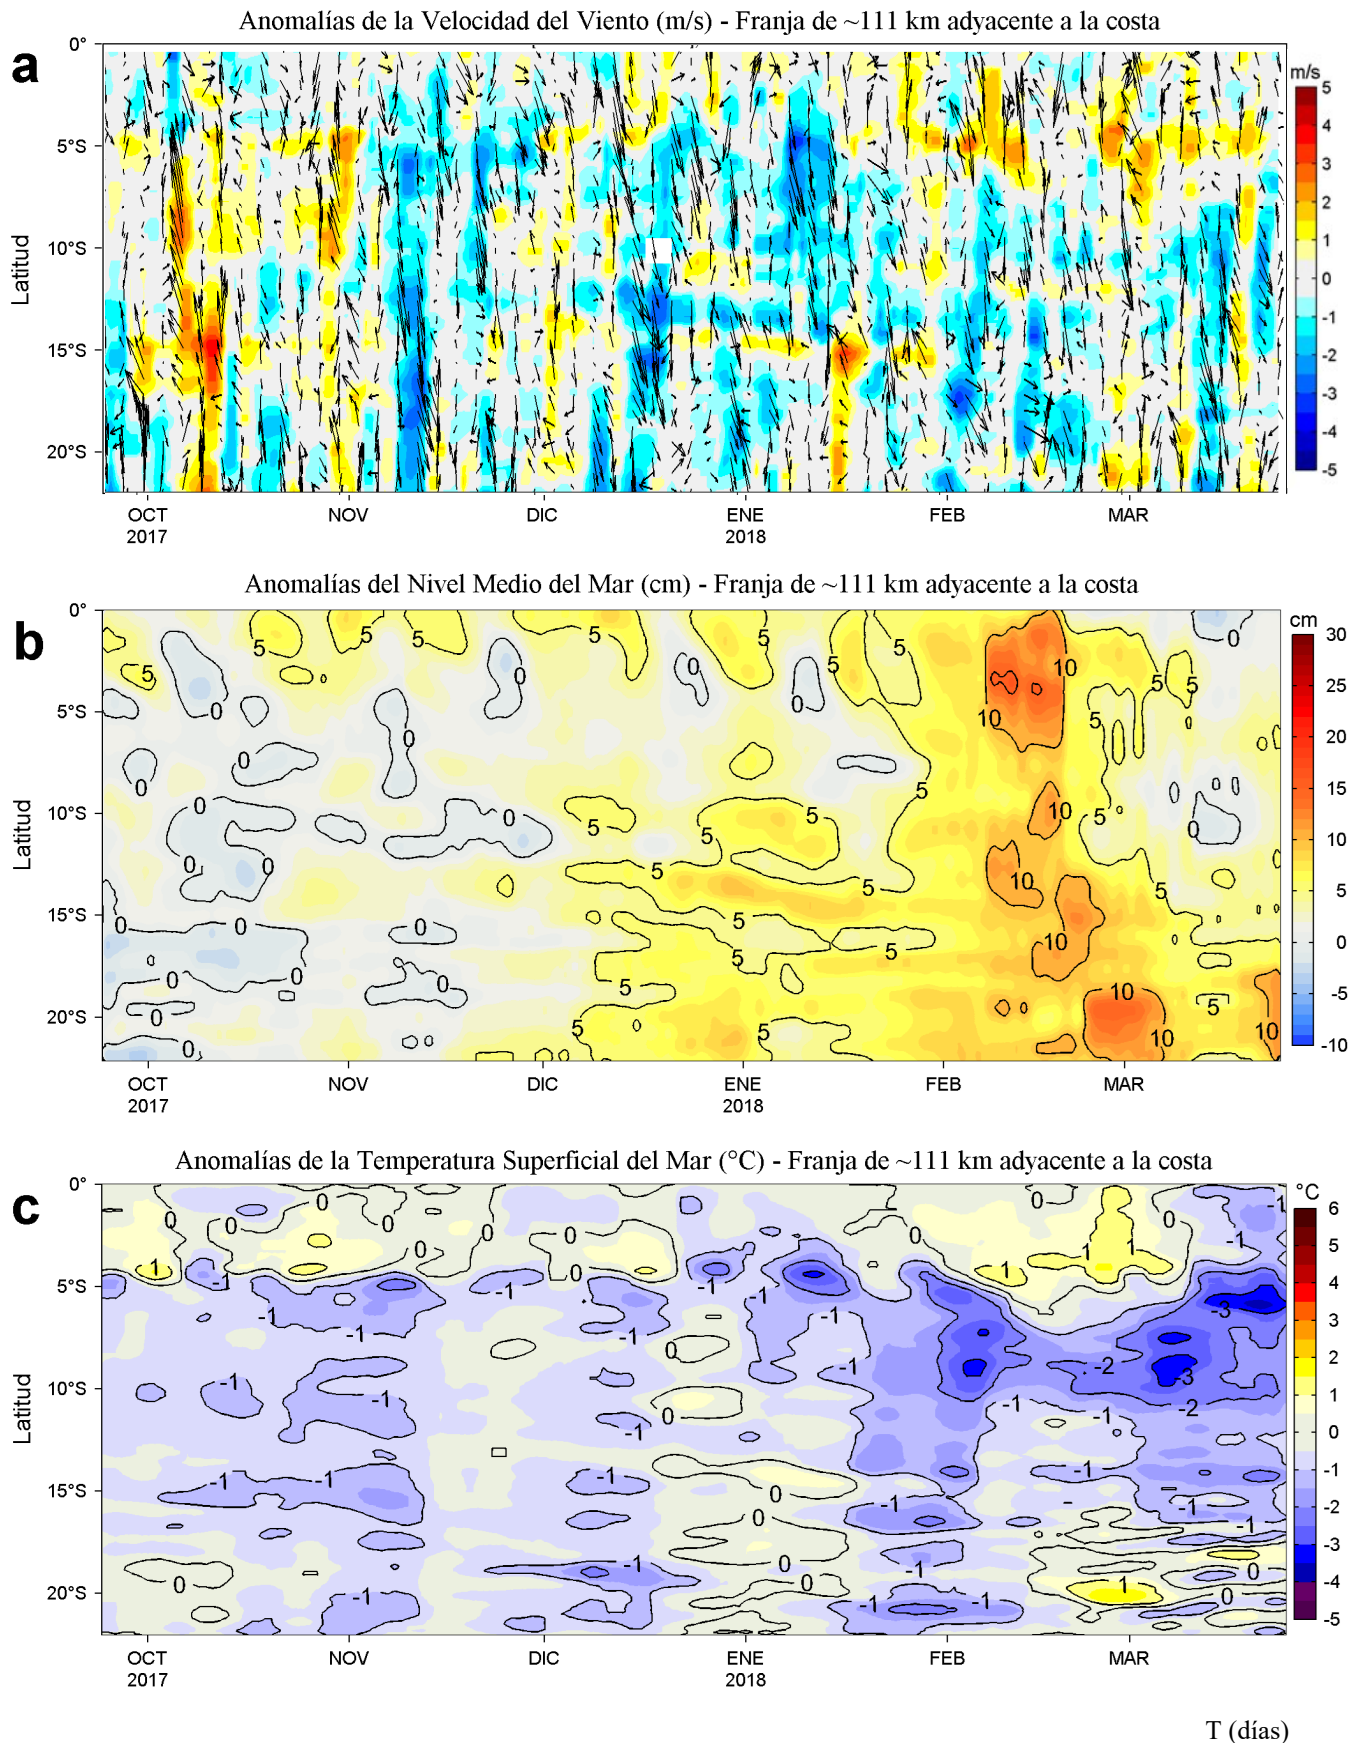 Anomalías de la Velocidad del Viento (m/s) - Franja de ~111 km adyacente a la costa
a
0°
5°S
10°S
15°S
20°S
Latitud
m/s
5
4
3
2
1
0
-1
-2
-3
-4
-5
OCT NOV DIC ENE FEB MAR
2017 2018
Anomalías del Nivel Medio del Mar (cm) - Franja de ~111 km adyacente a la costa
b
0°
5°S
10°S
15°S
20°S
Latitud
cm
30
25
20
15
10
5
0
-5
-10
OCT NOV DIC ENE FEB MAR
2017 2018
Anomalías de la Temperatura Superficial del Mar (°C) - Franja de ~111 km adyacente a la costa
c
0°
5°S
10°S
15°S
20°S
Latitud
°C
6
5
4
3
2
1
0
-1
-2
-3
-4
-5
OCT NOV DIC ENE FEB MAR
2017 2018
T (días)